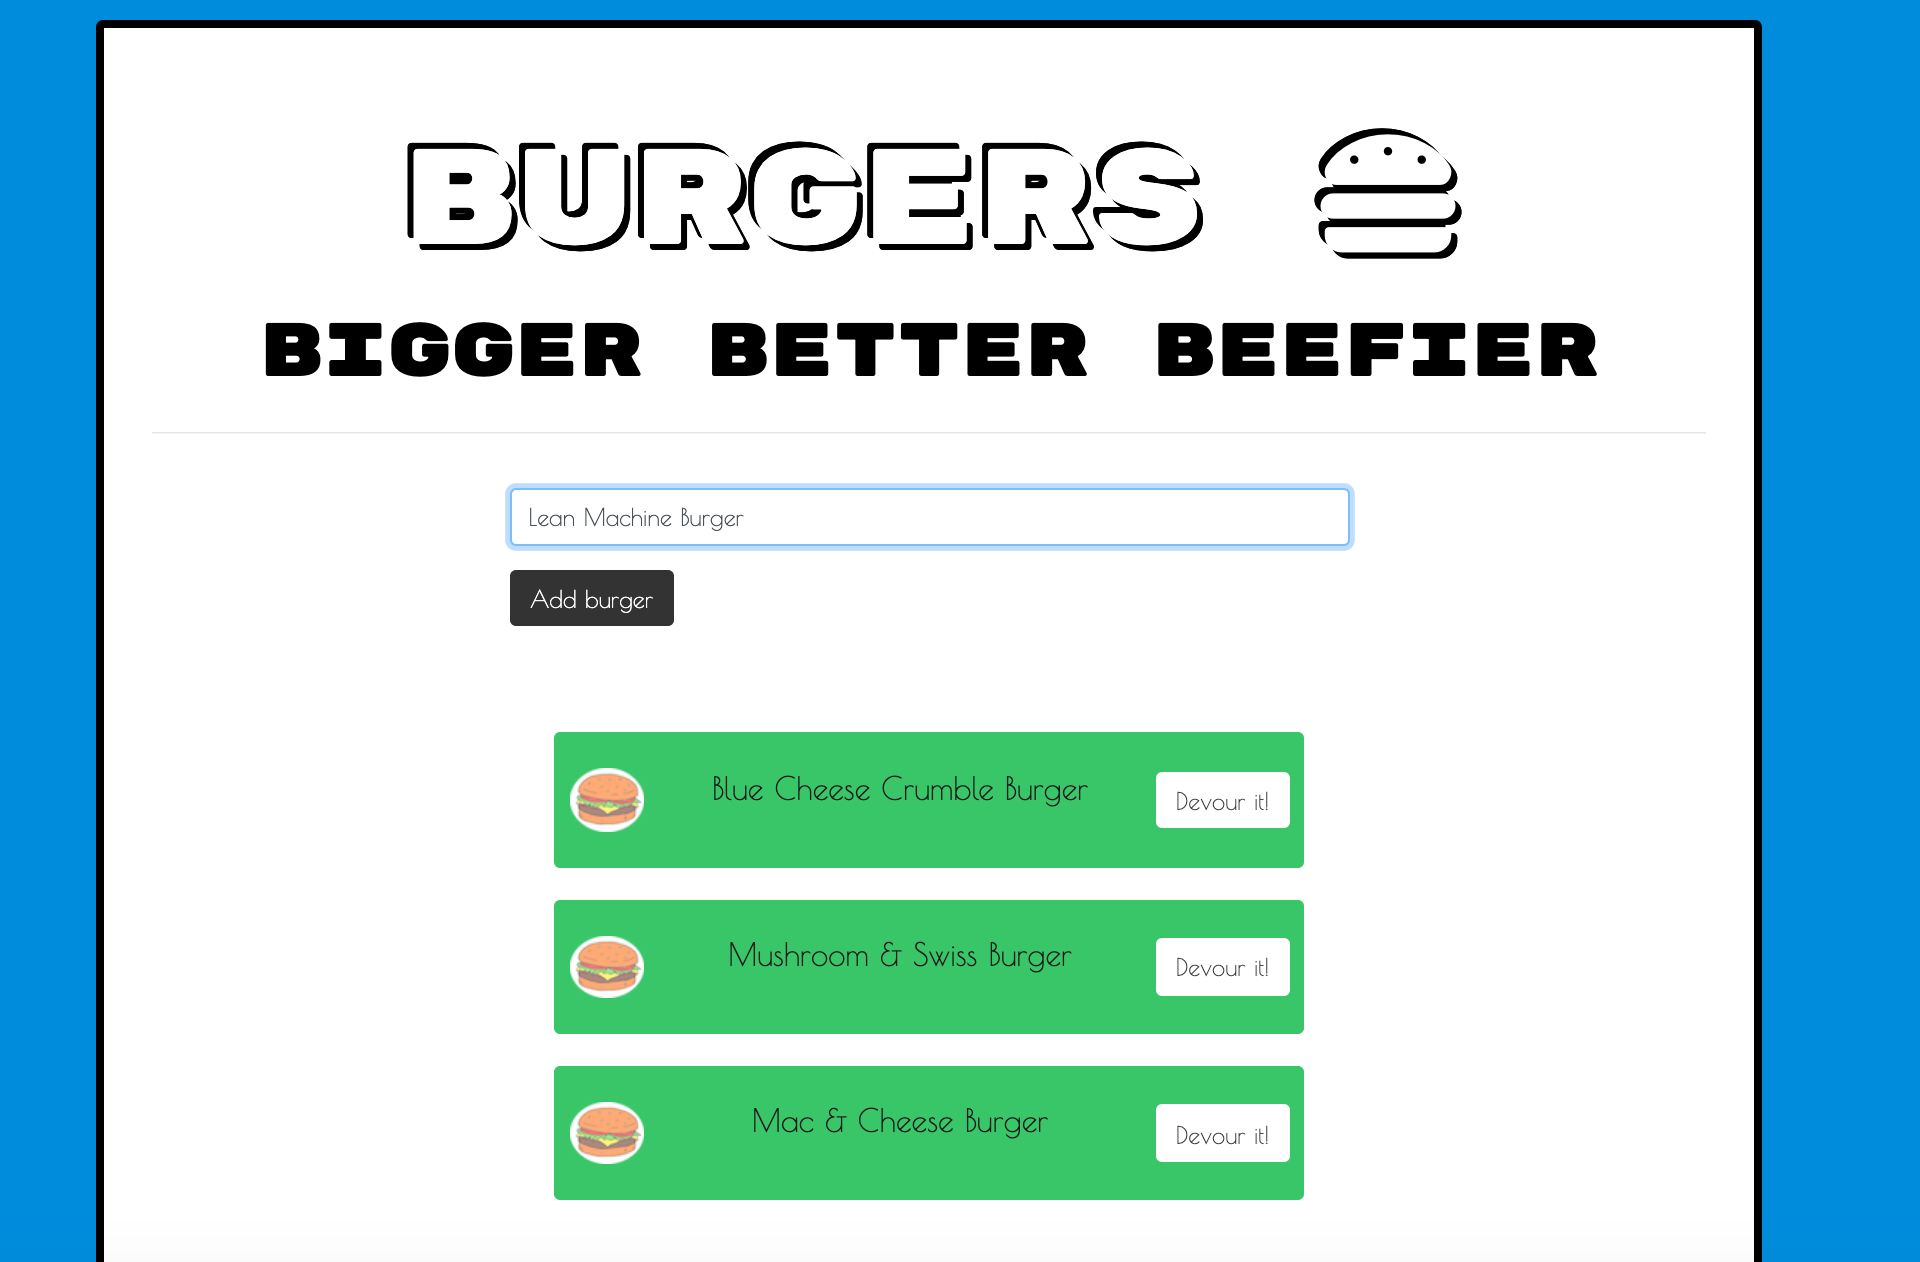 BURGERS
BIGGER BETTER BEEFIER
Lean Machine Burger
Add burger
Blue Cheese Crumble Burger
Devour it!
Mushroom & Swiss Burger
Devour it!
Mac & Cheese Burger
Devour it!